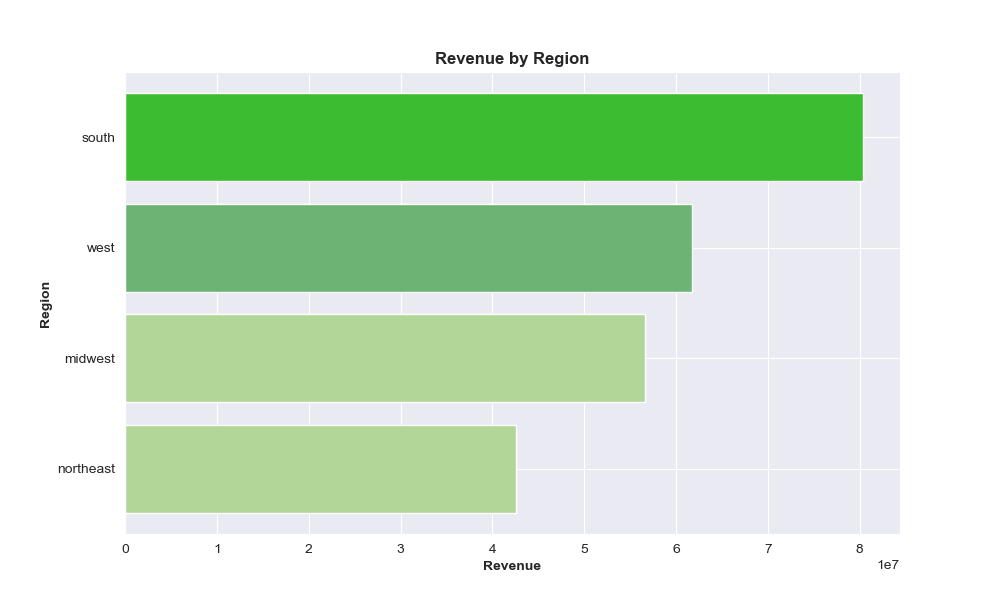 Revenue by Region
south
west
midwest
northeast
Region
0 1 2 3 4 5 6 7 8
1e7
Revenue